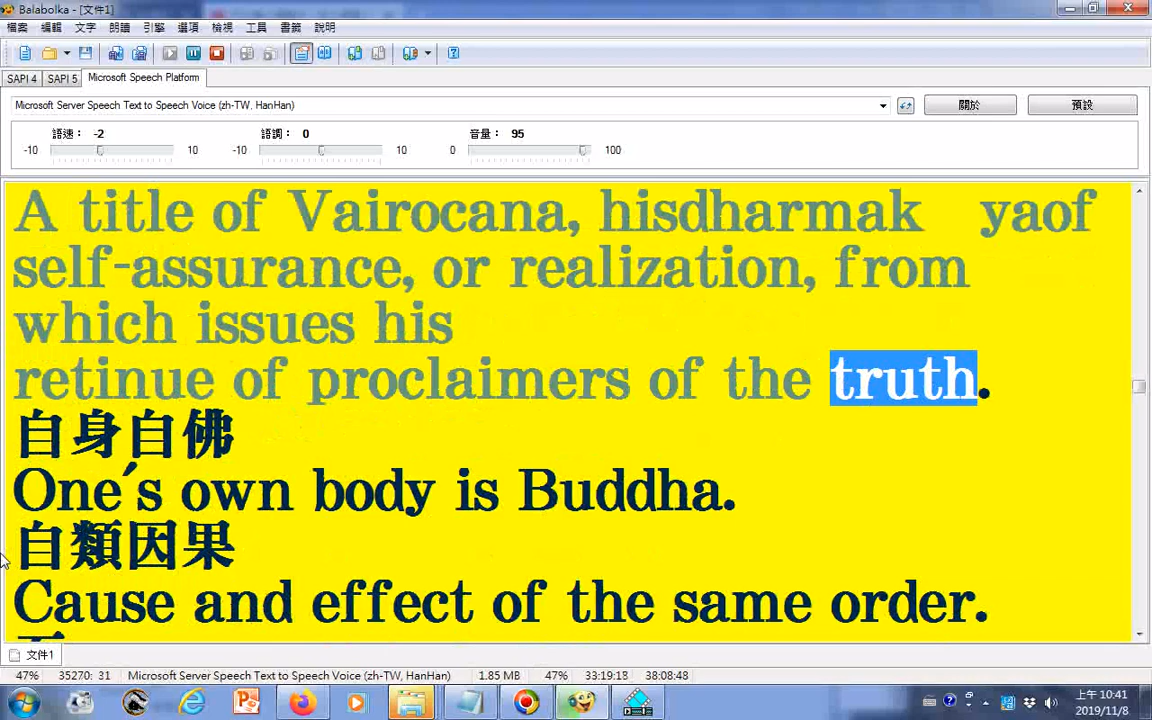 Balabolka - [文件1]
檔案 編輯 文字 朗讀 引擎 選項 檢視 工具 書籤 說明
SAPI 4 SAPI 5 Microsoft Speech Platform
Microsoft Server Speech Text to Speech Voice (zh-TW, HanHan) 關於 預設
語速： -2 語調： 0 音量： 95
-10 10 -10 10 0 100
A title of Vairocana, hisdharmak yaof
self-assurance, or realization, from
which issues his
retinue of proclaimers of the truth.
自身自佛
One's own body is Buddha.
自類因果
Cause and effect of the same order.
文件1
47% 35270: 31 Microsoft Server Speech Text to Speech Voice (zh-TW, HanHan) 1.85 MB 47% 33:19:18 38:08:48
上午 10:41
2019/11/8